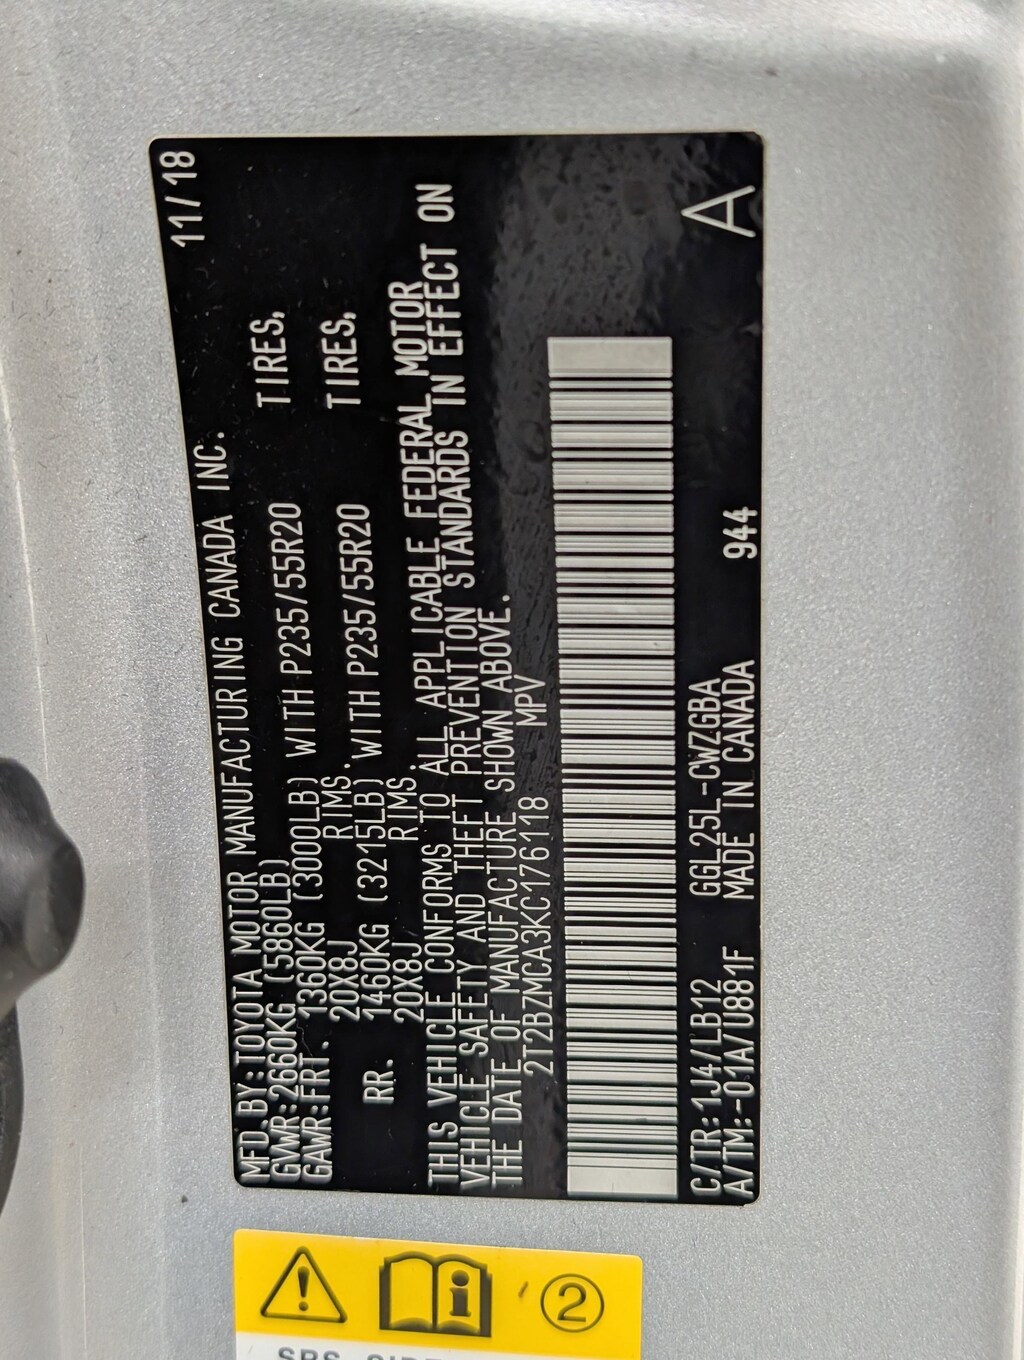 MFD. BY:TOYOTA MOTOR MANUFACTURING CANADA INC. 11/18
GVWR:2660KG (5860LB)
GAWR:FRT. 1360KG (3000LB) WITH P235/55R20 TIRES,
20X8J RIMS.
RR. 1460KG (3215LB) WITH P235/55R20 TIRES,
20X8J RIMS.
THIS VEHICLE CONFORMS TO ALL APPLICABLE FEDERAL MOTOR
VEHICLE SAFETY AND THEFT PREVENTION STANDARDS IN EFFECT ON
THE DATE OF MANUFACTURE SHOWN ABOVE.
2T2BZMCA3KC176118 MPV
C/TR:1J4/LB12 GGL25L-CWZGBA
A/TM:-01A/U881F MADE IN CANADA 944 A
2